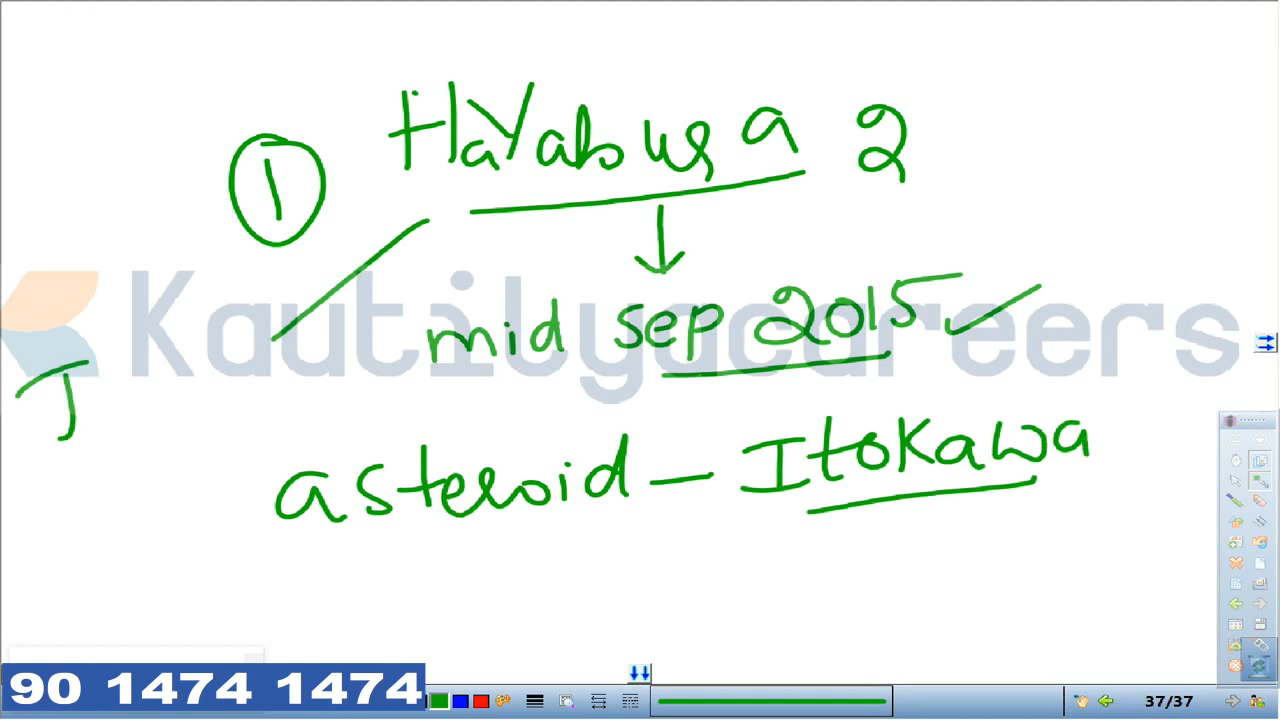 ① HaYabusa 2
mid sep 2015
Kautilyacareers
J
asteroid – Itokawa
90 1474 1474
37/37